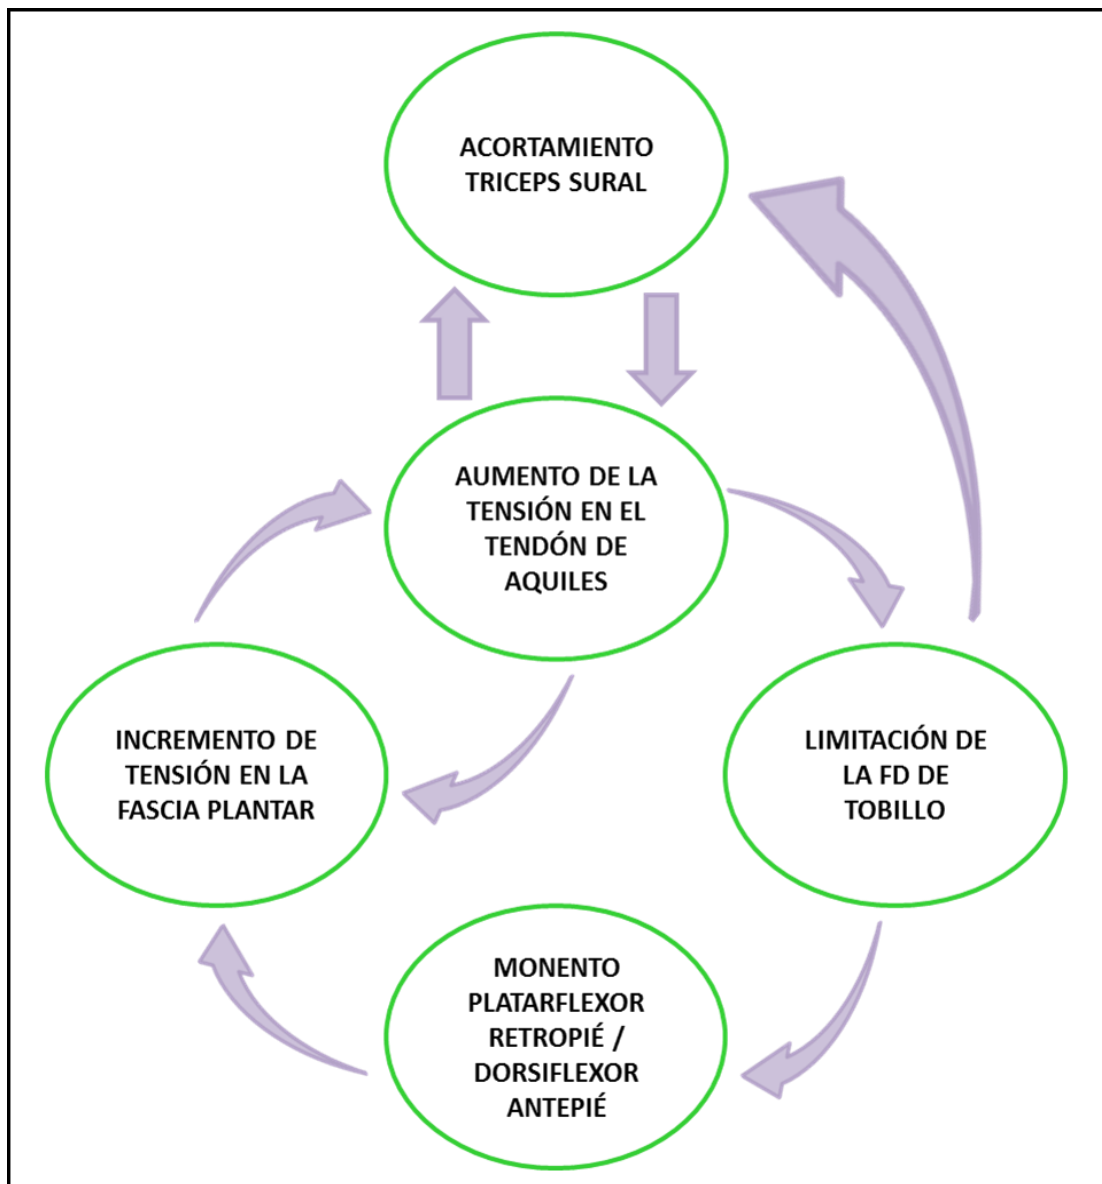 ACORTAMIENTO
TRICEPS SURAL
AUMENTO DE LA
TENSIÓN EN EL
TENDÓN DE
AQUILES
INCREMENTO DE
TENSIÓN EN LA
FASCIA PLANTAR
LIMITACIÓN DE
LA FD DE
TOBILLO
MONENTO
PLATARFLEXOR
RETROPIÉ /
DORSIFLEXOR
ANTEPIÉ